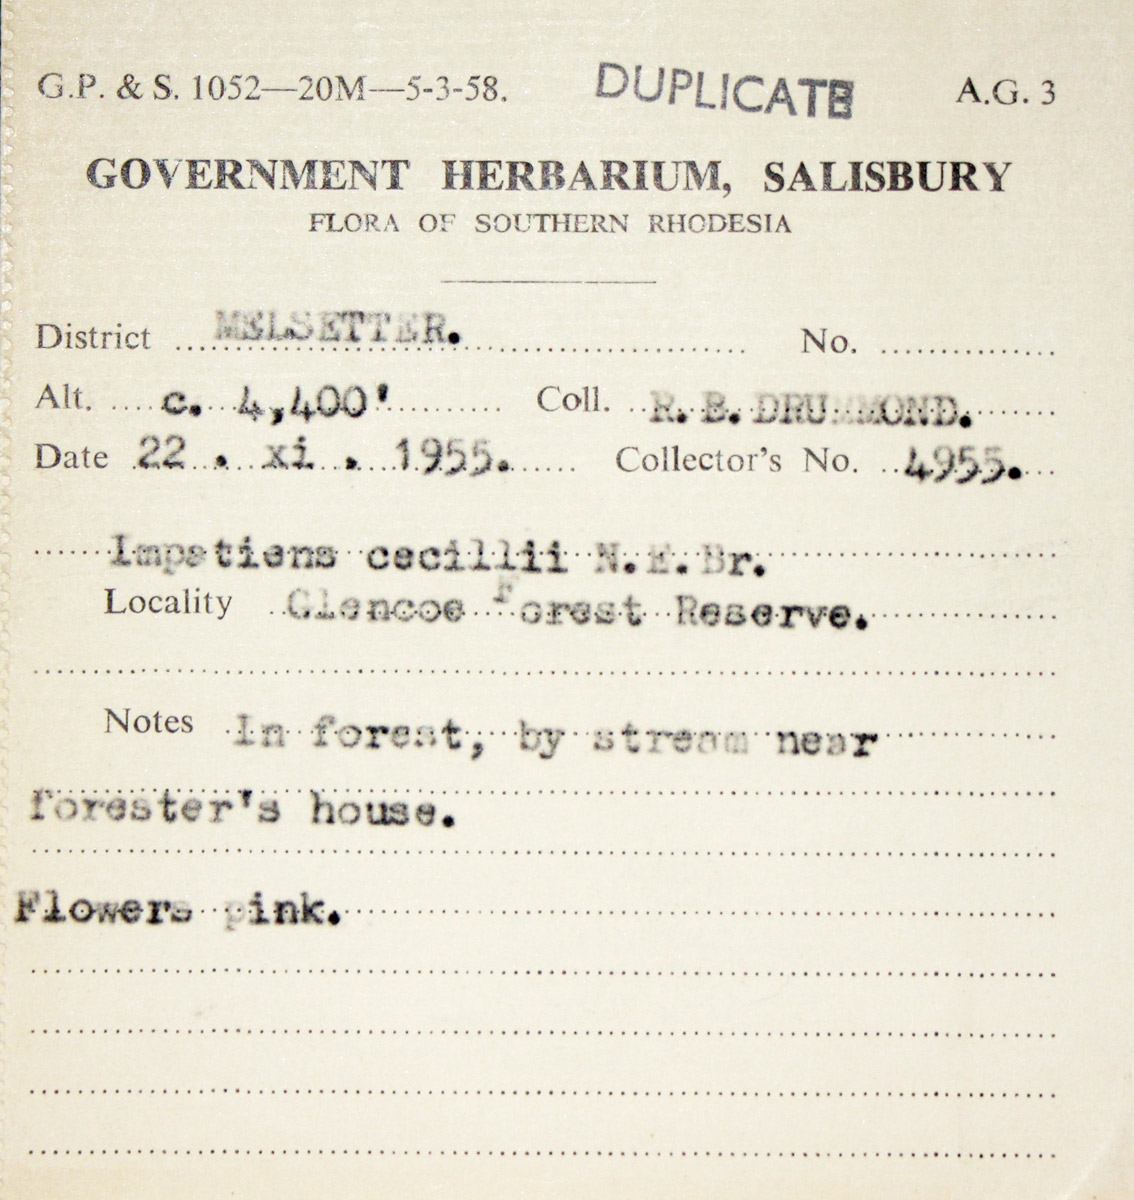 G.P. & S. 1052—20M—5-3-58. DUPLICATE A.G. 3
GOVERNMENT HERBARIUM, SALISBURY
FLORA OF SOUTHERN RHODESIA
District MELSETTER. No.
Alt. c. 4,400' Coll. R.B.DRUMMOND.
Date 22 . xi . 1955. Collector's No. 4955.
Impatiens cecillii N.E.Br.
Locality Glencoe Forest Reserve.
Notes In forest, by stream near
forester's house.
Flowers pink.